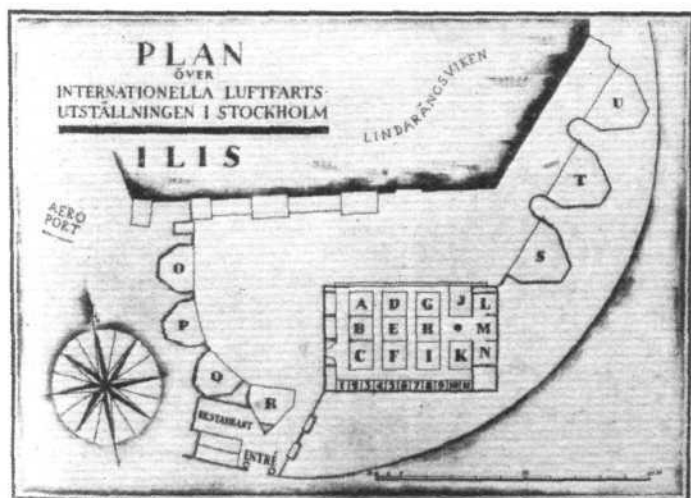 PLAN
ÖVER
INTERNATIONELLA LUFTFARTS-
UTSTÄLLNINGEN I STOCKHOLM
ILIS
LINDARÄNGSVIKEN
AERO
PORT
U
T
S
O
P
Q
R
A D G J L
B E H M
C F I K N
RESTAURANT
ENTRÉ